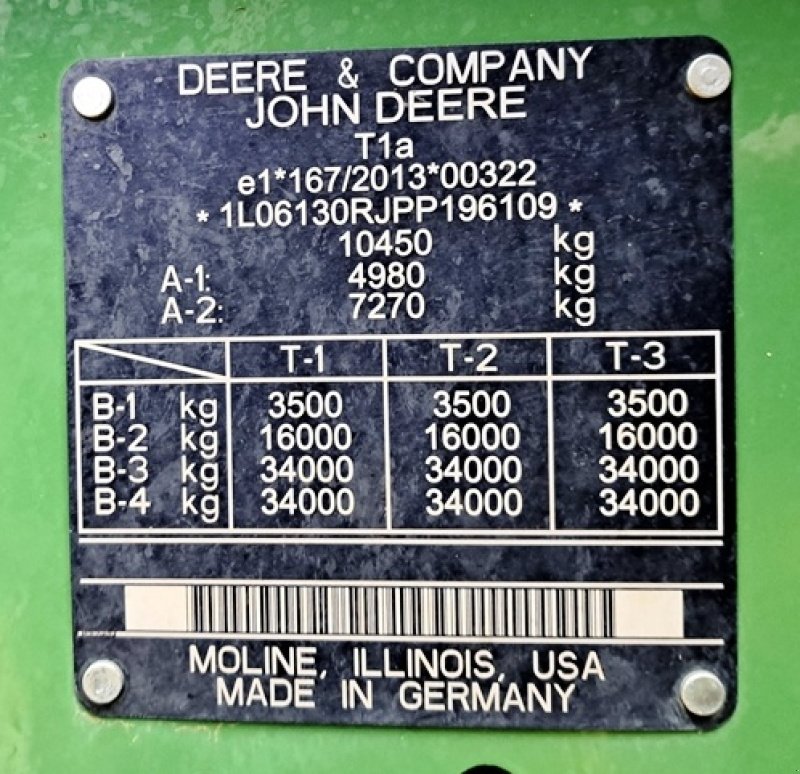 DEERE & COMPANY
JOHN DEERE
T1a
e1*167/2013*00322
* 1L06130RJPP196109 *
10450 kg
A-1: 4980 kg
A-2: 7270 kg
T-1 T-2 T-3
B-1 kg 3500 3500 3500
B-2 kg 16000 16000 16000
B-3 kg 34000 34000 34000
B-4 kg 34000 34000 34000
MOLINE, ILLINOIS, USA
MADE IN GERMANY